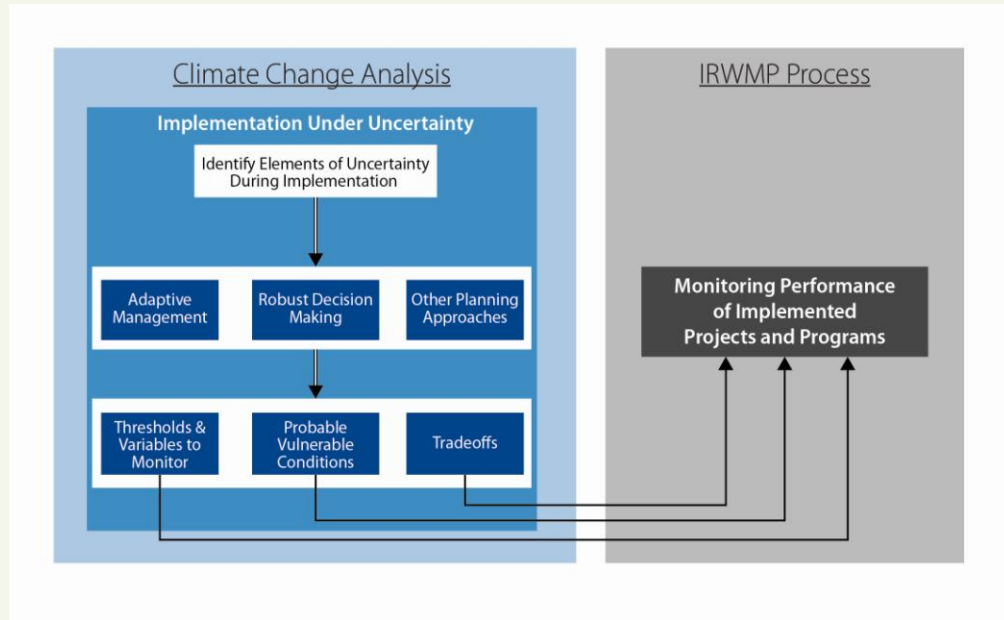 Climate Change Analysis
Implementation Under Uncertainty
Identify Elements of Uncertainty
During Implementation
Adaptive
Management
Robust Decision
Making
Other Planning
Approaches
Thresholds &
Variables to
Monitor
Probable
Vulnerable
Conditions
Tradeoffs
IRWMP Process
Monitoring Performance
of Implemented
Projects and Programs